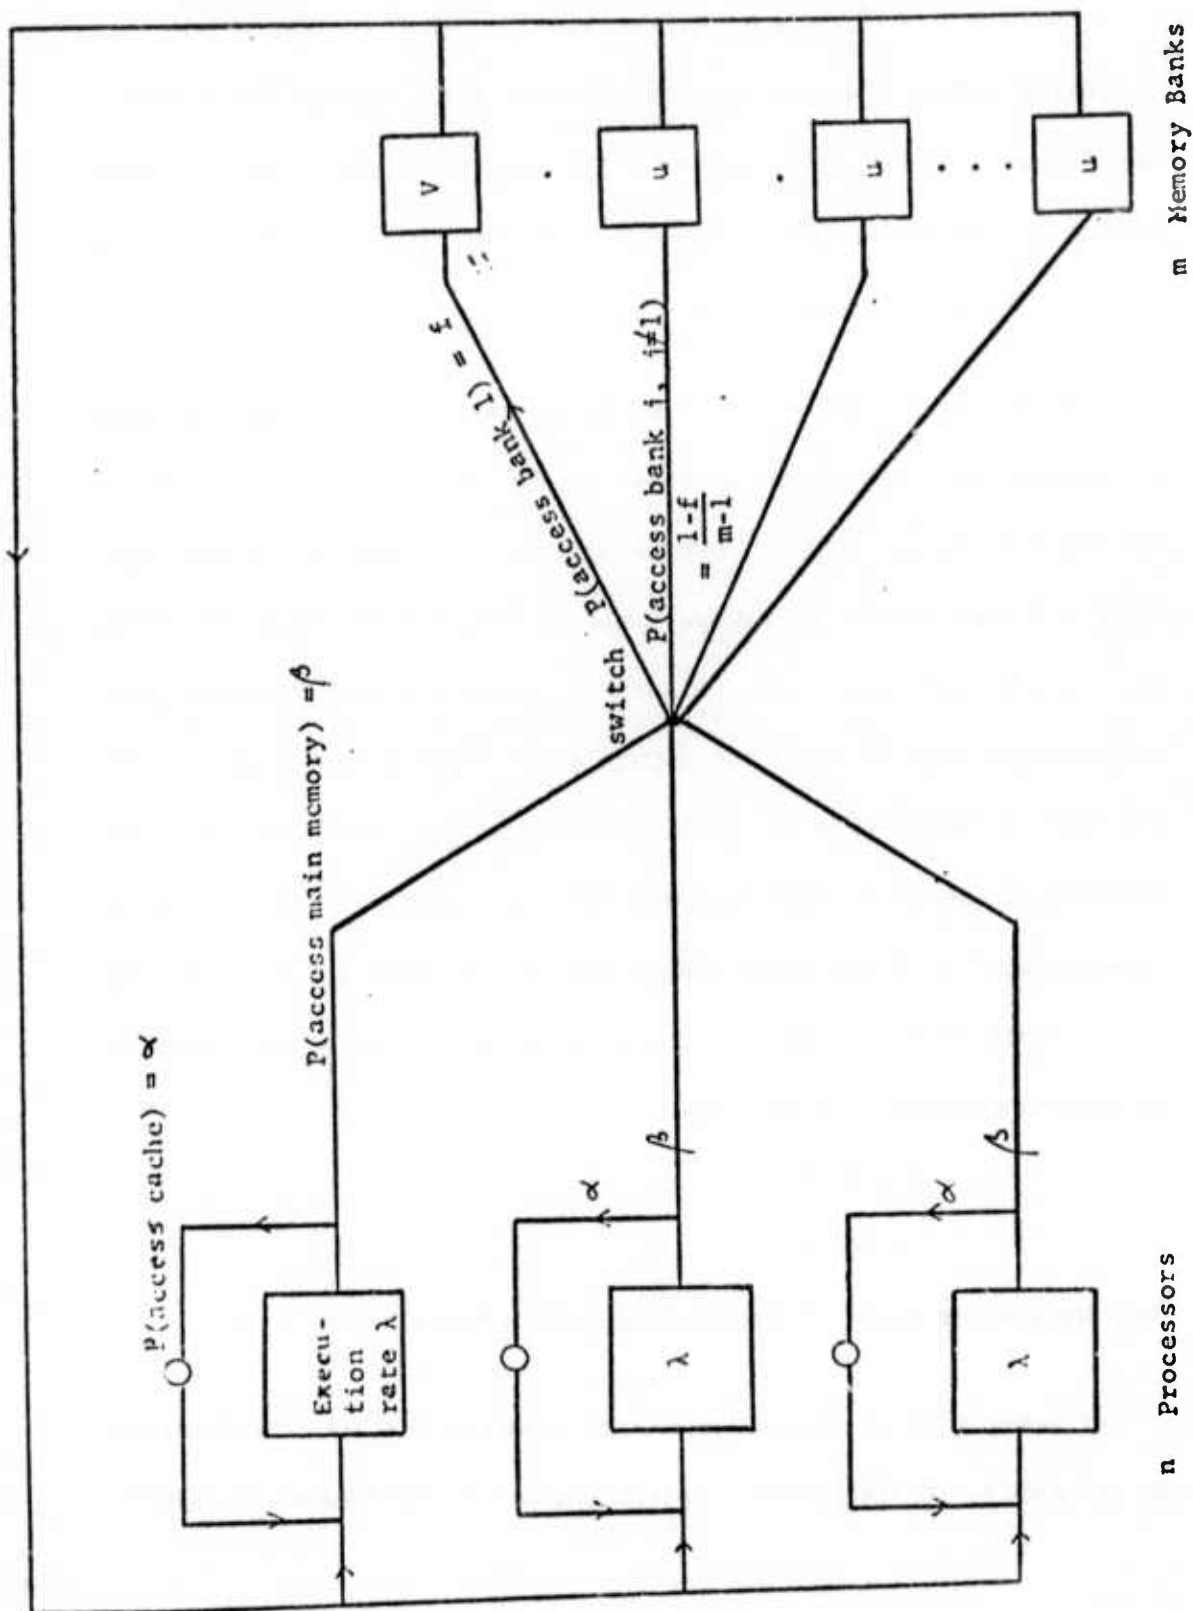 P(access cache) = α
P(access main memory) = β
Execu-
tion
rate λ
α
β
λ
α
β
λ
switch
P(access bank 1) = f
P(access bank i, i≠1)
= 1-f
m-1
V
u
u
. . .
u
n Processors
m Memory Banks